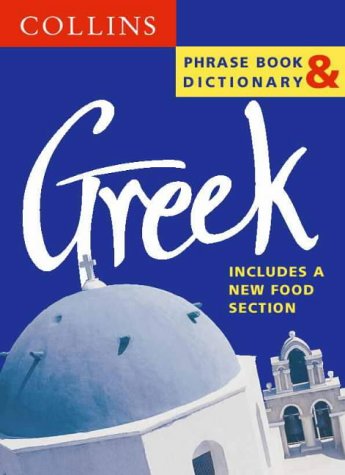 COLLINS
PHRASE BOOK &
DICTIONARY
Greek
INCLUDES A
NEW FOOD
SECTION